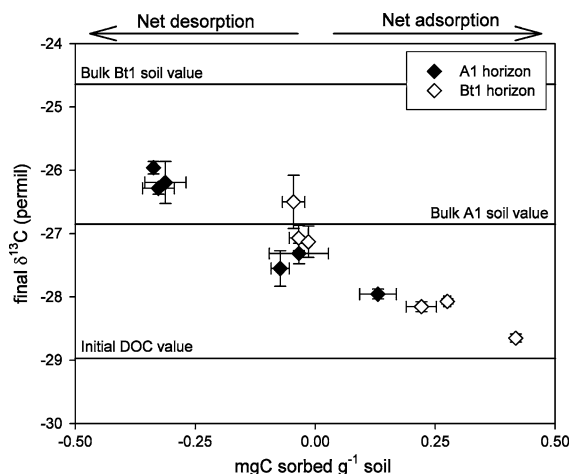 Net desorption Net adsorption
-24
Bulk Bt1 soil value
A1 horizon
Bt1 horizon
-25
-26
Bulk A1 soil value
-27
-28
Initial DOC value
-29
-30
final δ¹³C (permil)
-0.50 -0.25 0.00 0.25 0.50
mgC sorbed g⁻¹ soil